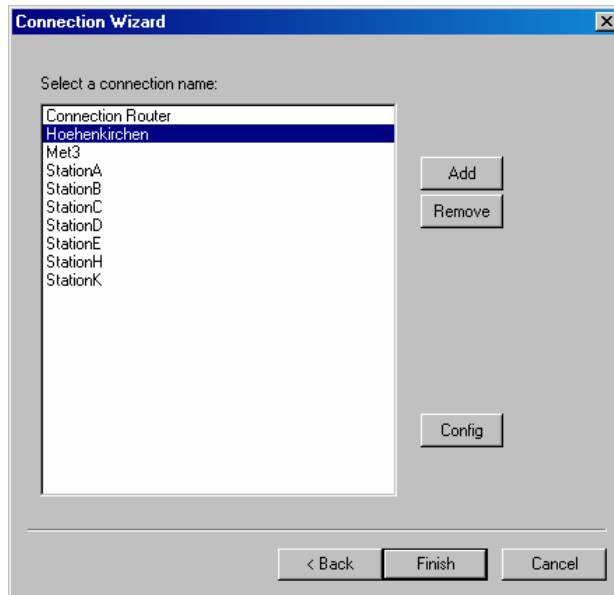 Connection Wizard
Select a connection name:
Connection Router
Hoehenkirchen
Met3
StationA
StationB
StationC
StationD
StationE
StationH
StationK
Add
Remove
Config
< Back
Finish
Cancel